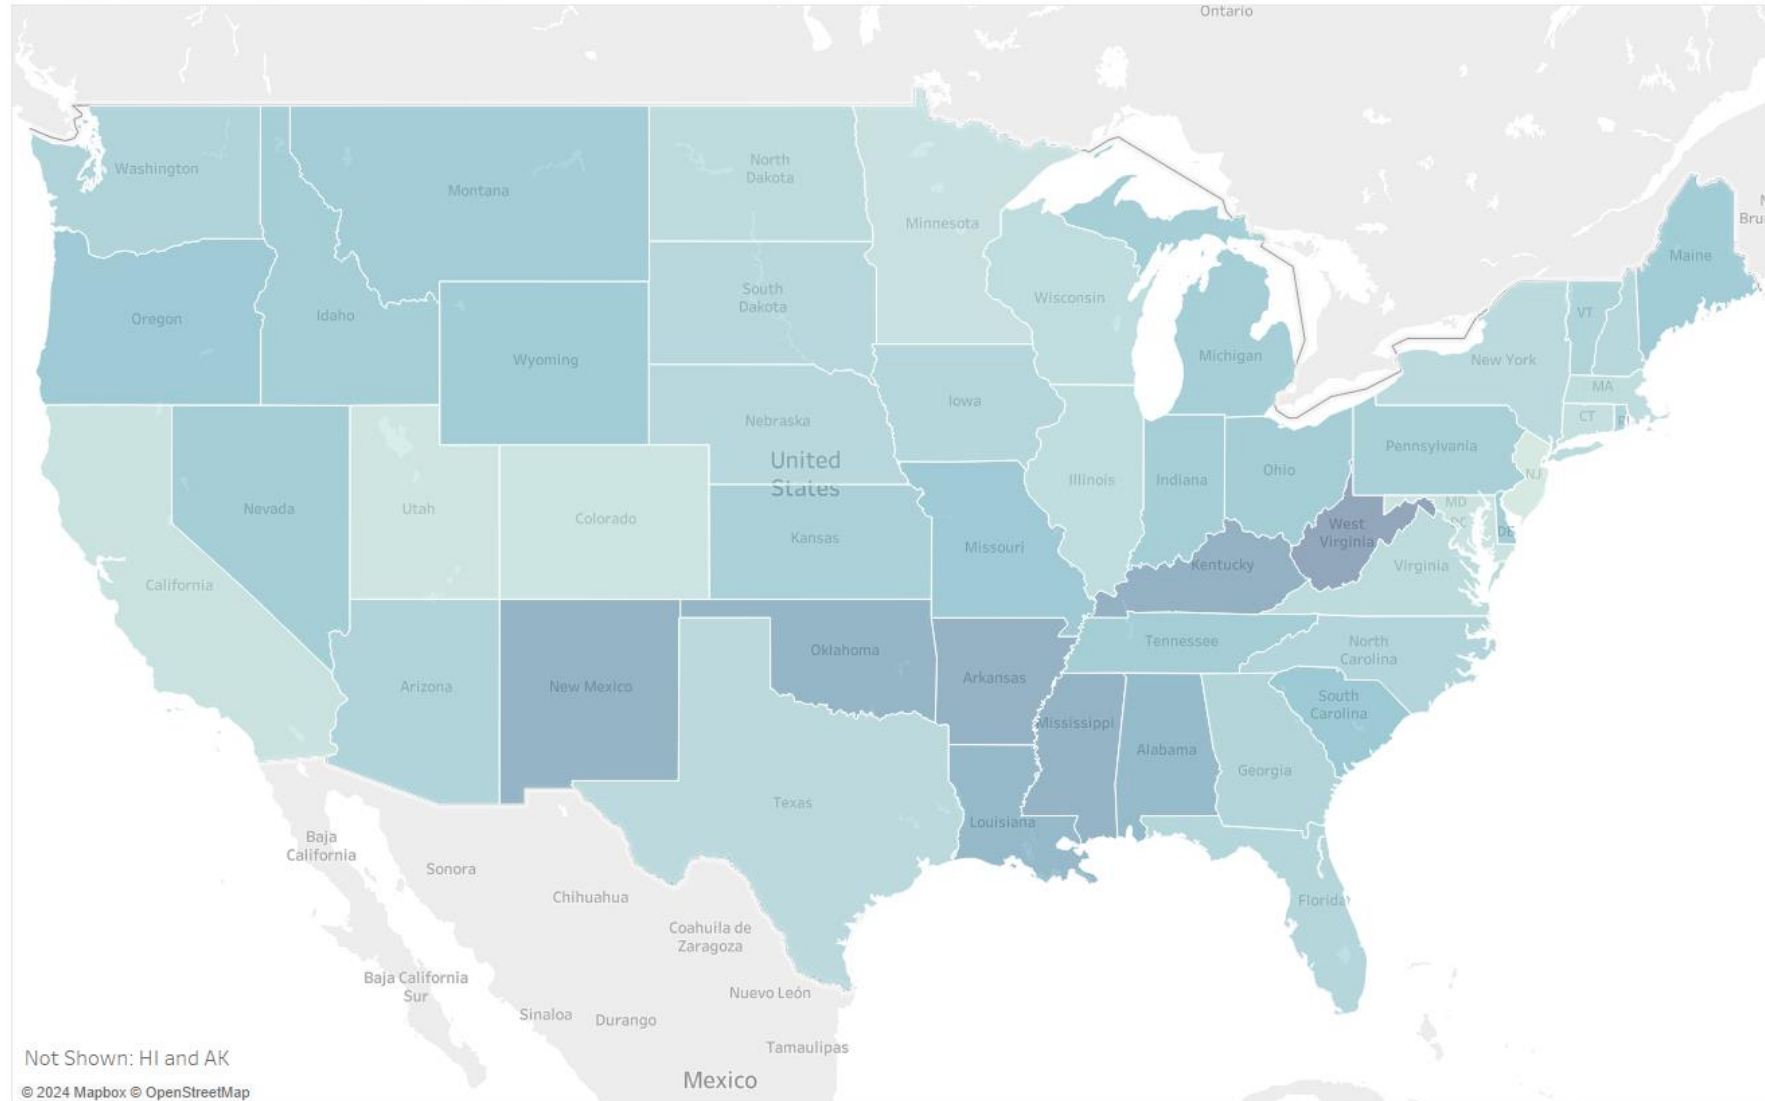 Ontario
Washington
Montana
North
Dakota
Minnesota
Maine
Oregon
Idaho
South
Dakota
Wisconsin
VT
Wyoming
Michigan
New York
MA
Nebraska
Iowa
CT
Pennsylvania
United
States
Nevada
Utah
Colorado
Illinois
Indiana
Ohio
NJ
MD
DC
DE
Kansas
Missouri
West
Virginia
California
Kentucky
Virginia
Oklahoma
Tennessee
North
Carolina
Arizona
New Mexico
Arkansas
South
Carolina
Mississippi
Alabama
Georgia
Texas
Louisiana
Florida
Baja
California
Sonora
Chihuahua
Coahuila de
Zaragoza
Baja California
Sur
Nuevo León
Sinaloa
Durango
Tamaulipas
Mexico
Not Shown: HI and AK
© 2024 Mapbox © OpenStreetMap